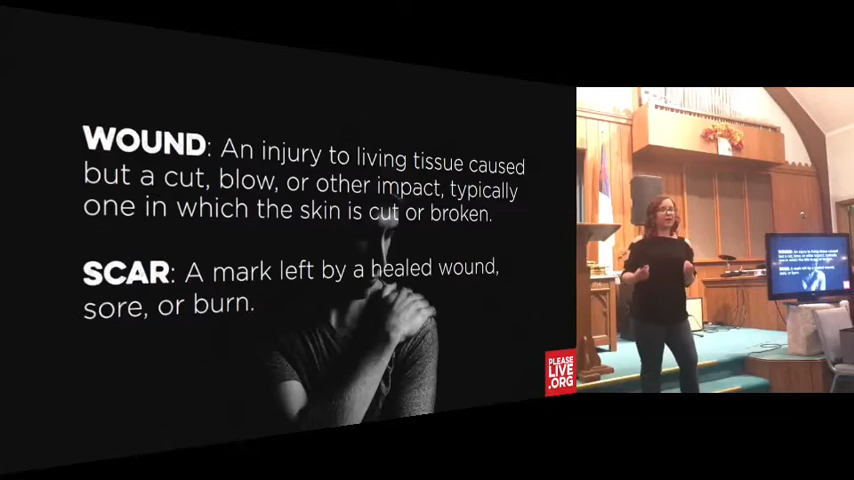 WOUND: An injury to living tissue caused
but a cut, blow, or other impact, typically
one in which the skin is cut or broken.
SCAR: A mark left by a healed wound,
sore, or burn.
PLEASE
LIVE
.ORG